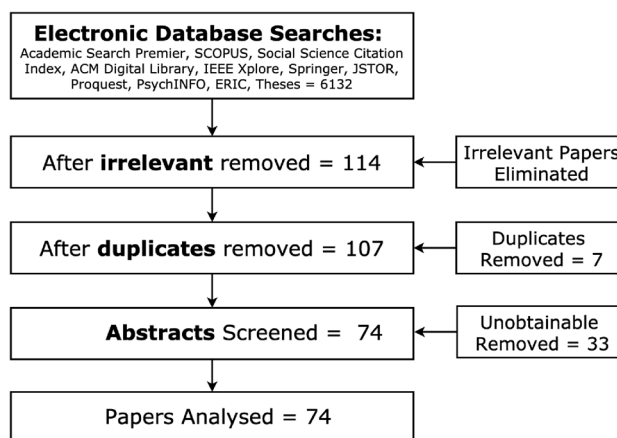 Electronic Database Searches:
Academic Search Premier, SCOPUS, Social Science Citation
Index, ACM Digital Library, IEEE Xplore, Springer, JSTOR,
Proquest, PsychINFO, ERIC, Theses = 6132
After irrelevant removed = 114
Irrelevant Papers
Eliminated
After duplicates removed = 107
Duplicates
Removed = 7
Abstracts Screened = 74
Unobtainable
Removed = 33
Papers Analysed = 74